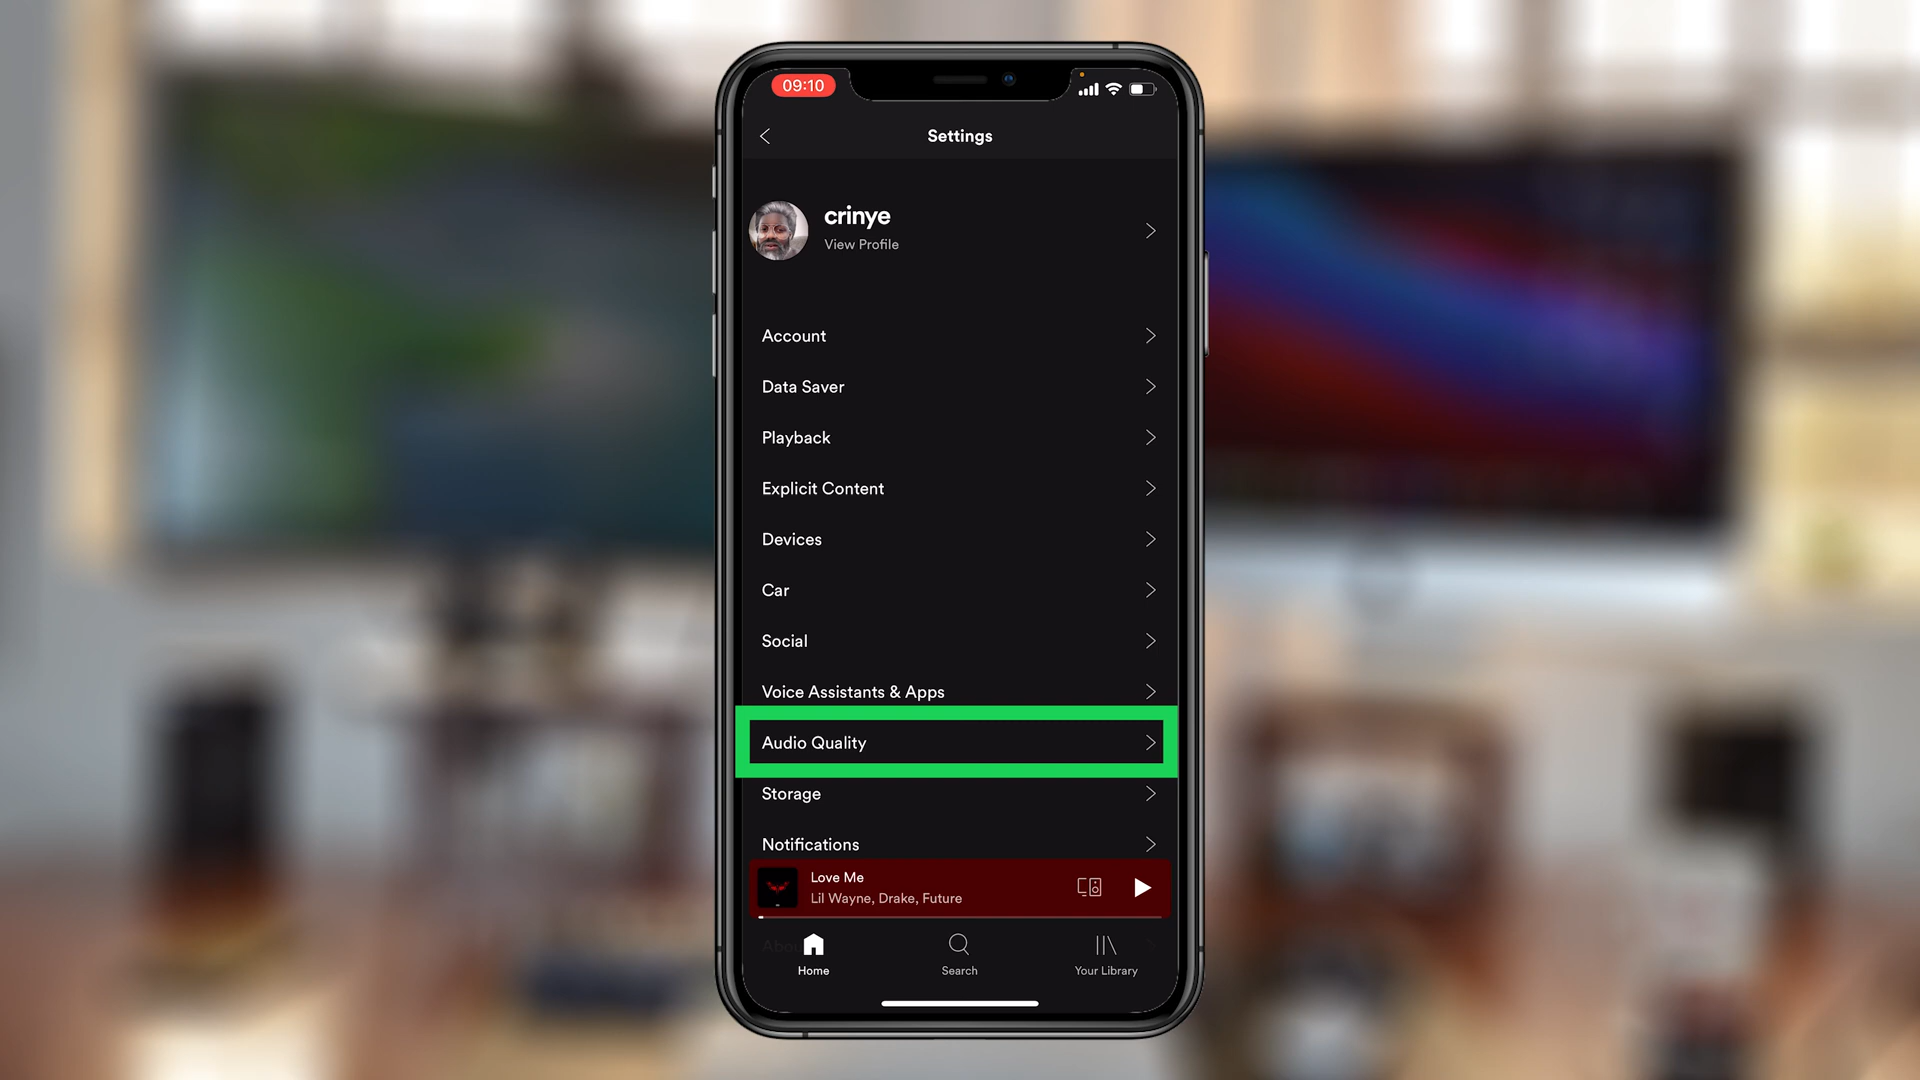 09:10
Settings
crinye
View Profile
Account
Data Saver
Playback
Explicit Content
Devices
Car
Social
Voice Assistants & Apps
Audio Quality
Storage
Notifications
Love Me
Lil Wayne, Drake, Future
Abou
Home
Search
Your Library